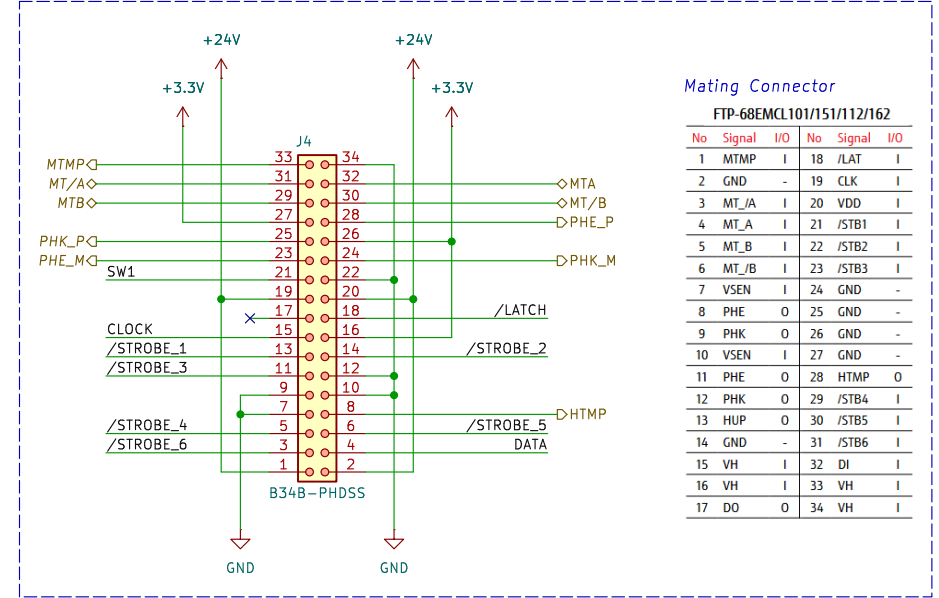 +24V +24V
+3.3V +3.3V
Mating Connector
FTP-68EMCL101/151/112/162
No Signal I/O No Signal I/O
1 MTMP I 18 /LAT I
2 GND - 19 CLK I
3 MT_/A I 20 VDD I
4 MT_A I 21 /STB1 I
5 MT_B I 22 /STB2 I
6 MT_/B I 23 /STB3 I
7 VSEN I 24 GND -
8 PHE O 25 GND -
9 PHK O 26 GND -
10 VSEN I 27 GND -
11 PHE O 28 HTMP O
12 PHK O 29 /STB4 I
13 HUP O 30 /STB5 I
14 GND - 31 /STB6 I
15 VH I 32 DI I
16 VH I 33 VH I
17 DO O 34 VH I
J4
MTMP 33 34
MT/A 31 32 MTA
MTB 29 30 MT/B
27 28 PHE_P
PHK_P 25 26
PHE_M 23 24 PHK_M
SW1 21 22
19 20
17 18 /LATCH
CLOCK 15 16
/STROBE_1 13 14 /STROBE_2
/STROBE_3 11 12
9 10
7 8 HTMP
/STROBE_4 5 6 /STROBE_5
/STROBE_6 3 4 DATA
1 2
B34B-PHDSS
GND GND